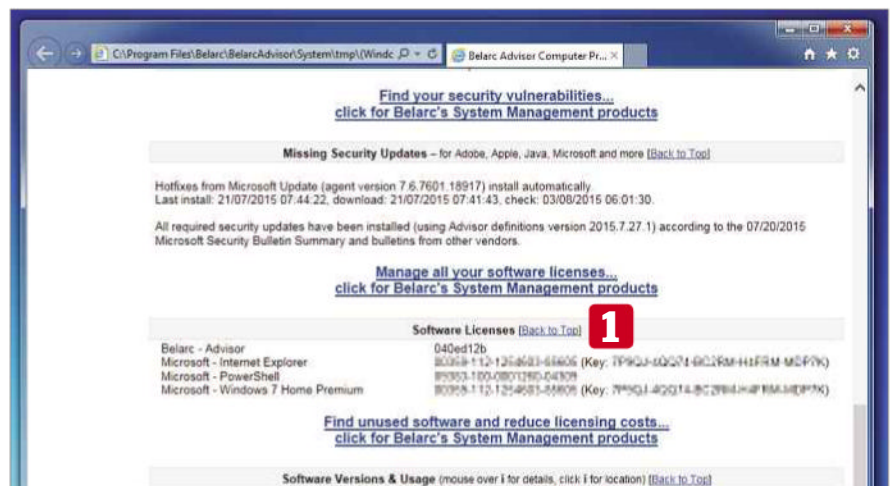 C:\Program Files\Belarc\BelarcAdvisor\System\tmp\(Windc
Belarc Advisor Computer Pr...
Find your security vulnerabilities...
click for Belarc's System Management products
Missing Security Updates – for Adobe, Apple, Java, Microsoft and more [Back to Top]
Hotfixes from Microsoft Update (agent version 7.6.7601.18917) install automatically.
Last install: 21/07/2015 07:44:22, download: 21/07/2015 07:41:43, check: 03/08/2015 06:01:30.
All required security updates have been installed (using Advisor definitions version 2015.7.27.1) according to the 07/20/2015
Microsoft Security Bulletin Summary and bulletins from other vendors.
Manage all your software licenses...
click for Belarc's System Management products
Software Licenses [Back to Top]
1
Belarc - Advisor 040ed12b
Microsoft - Internet Explorer (Key:
Microsoft - PowerShell
Microsoft - Windows 7 Home Premium (Key:
Find unused software and reduce licensing costs...
click for Belarc's System Management products
Software Versions & Usage (mouse over i for details, click i for location) [Back to Top]